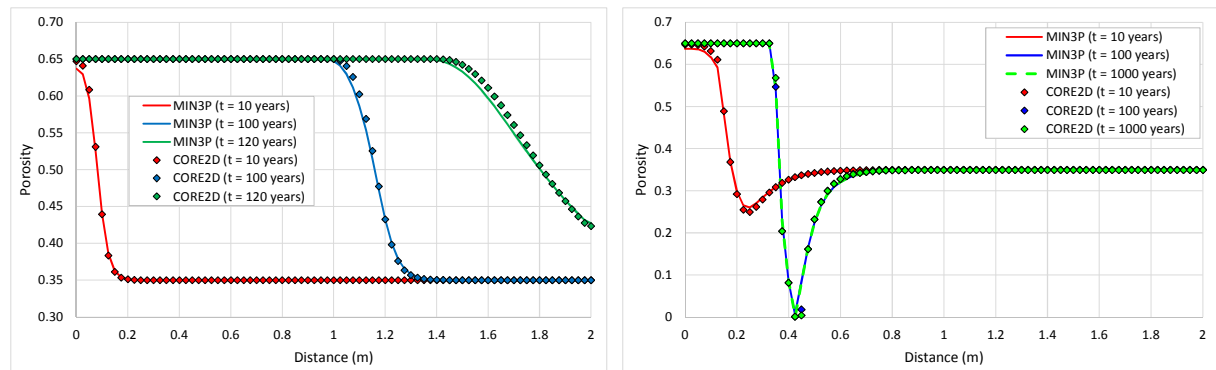 0.70
0.65
0.60
0.55
0.50
0.45
0.40
0.35
0.30
Porosity
MIN3P (t = 10 years)
MIN3P (t = 100 years)
MIN3P (t = 120 years)
CORE2D (t = 10 years)
CORE2D (t = 100 years)
CORE2D (t = 120 years)
0 0.2 0.4 0.6 0.8 1.0 1.2 1.4 1.6 1.8 2
Distance (m)
0.7
0.6
0.5
0.4
0.3
0.2
0.1
0
Porosity
MIN3P (t = 10 years)
MIN3P (t = 100 years)
MIN3P (t = 1000 years)
CORE2D (t = 10 years)
CORE2D (t = 100 years)
CORE2D (t = 1000 years)
0.0 0.2 0.4 0.6 0.8 1.0 1.2 1.4 1.6 1.8 2.0
Distance (m)